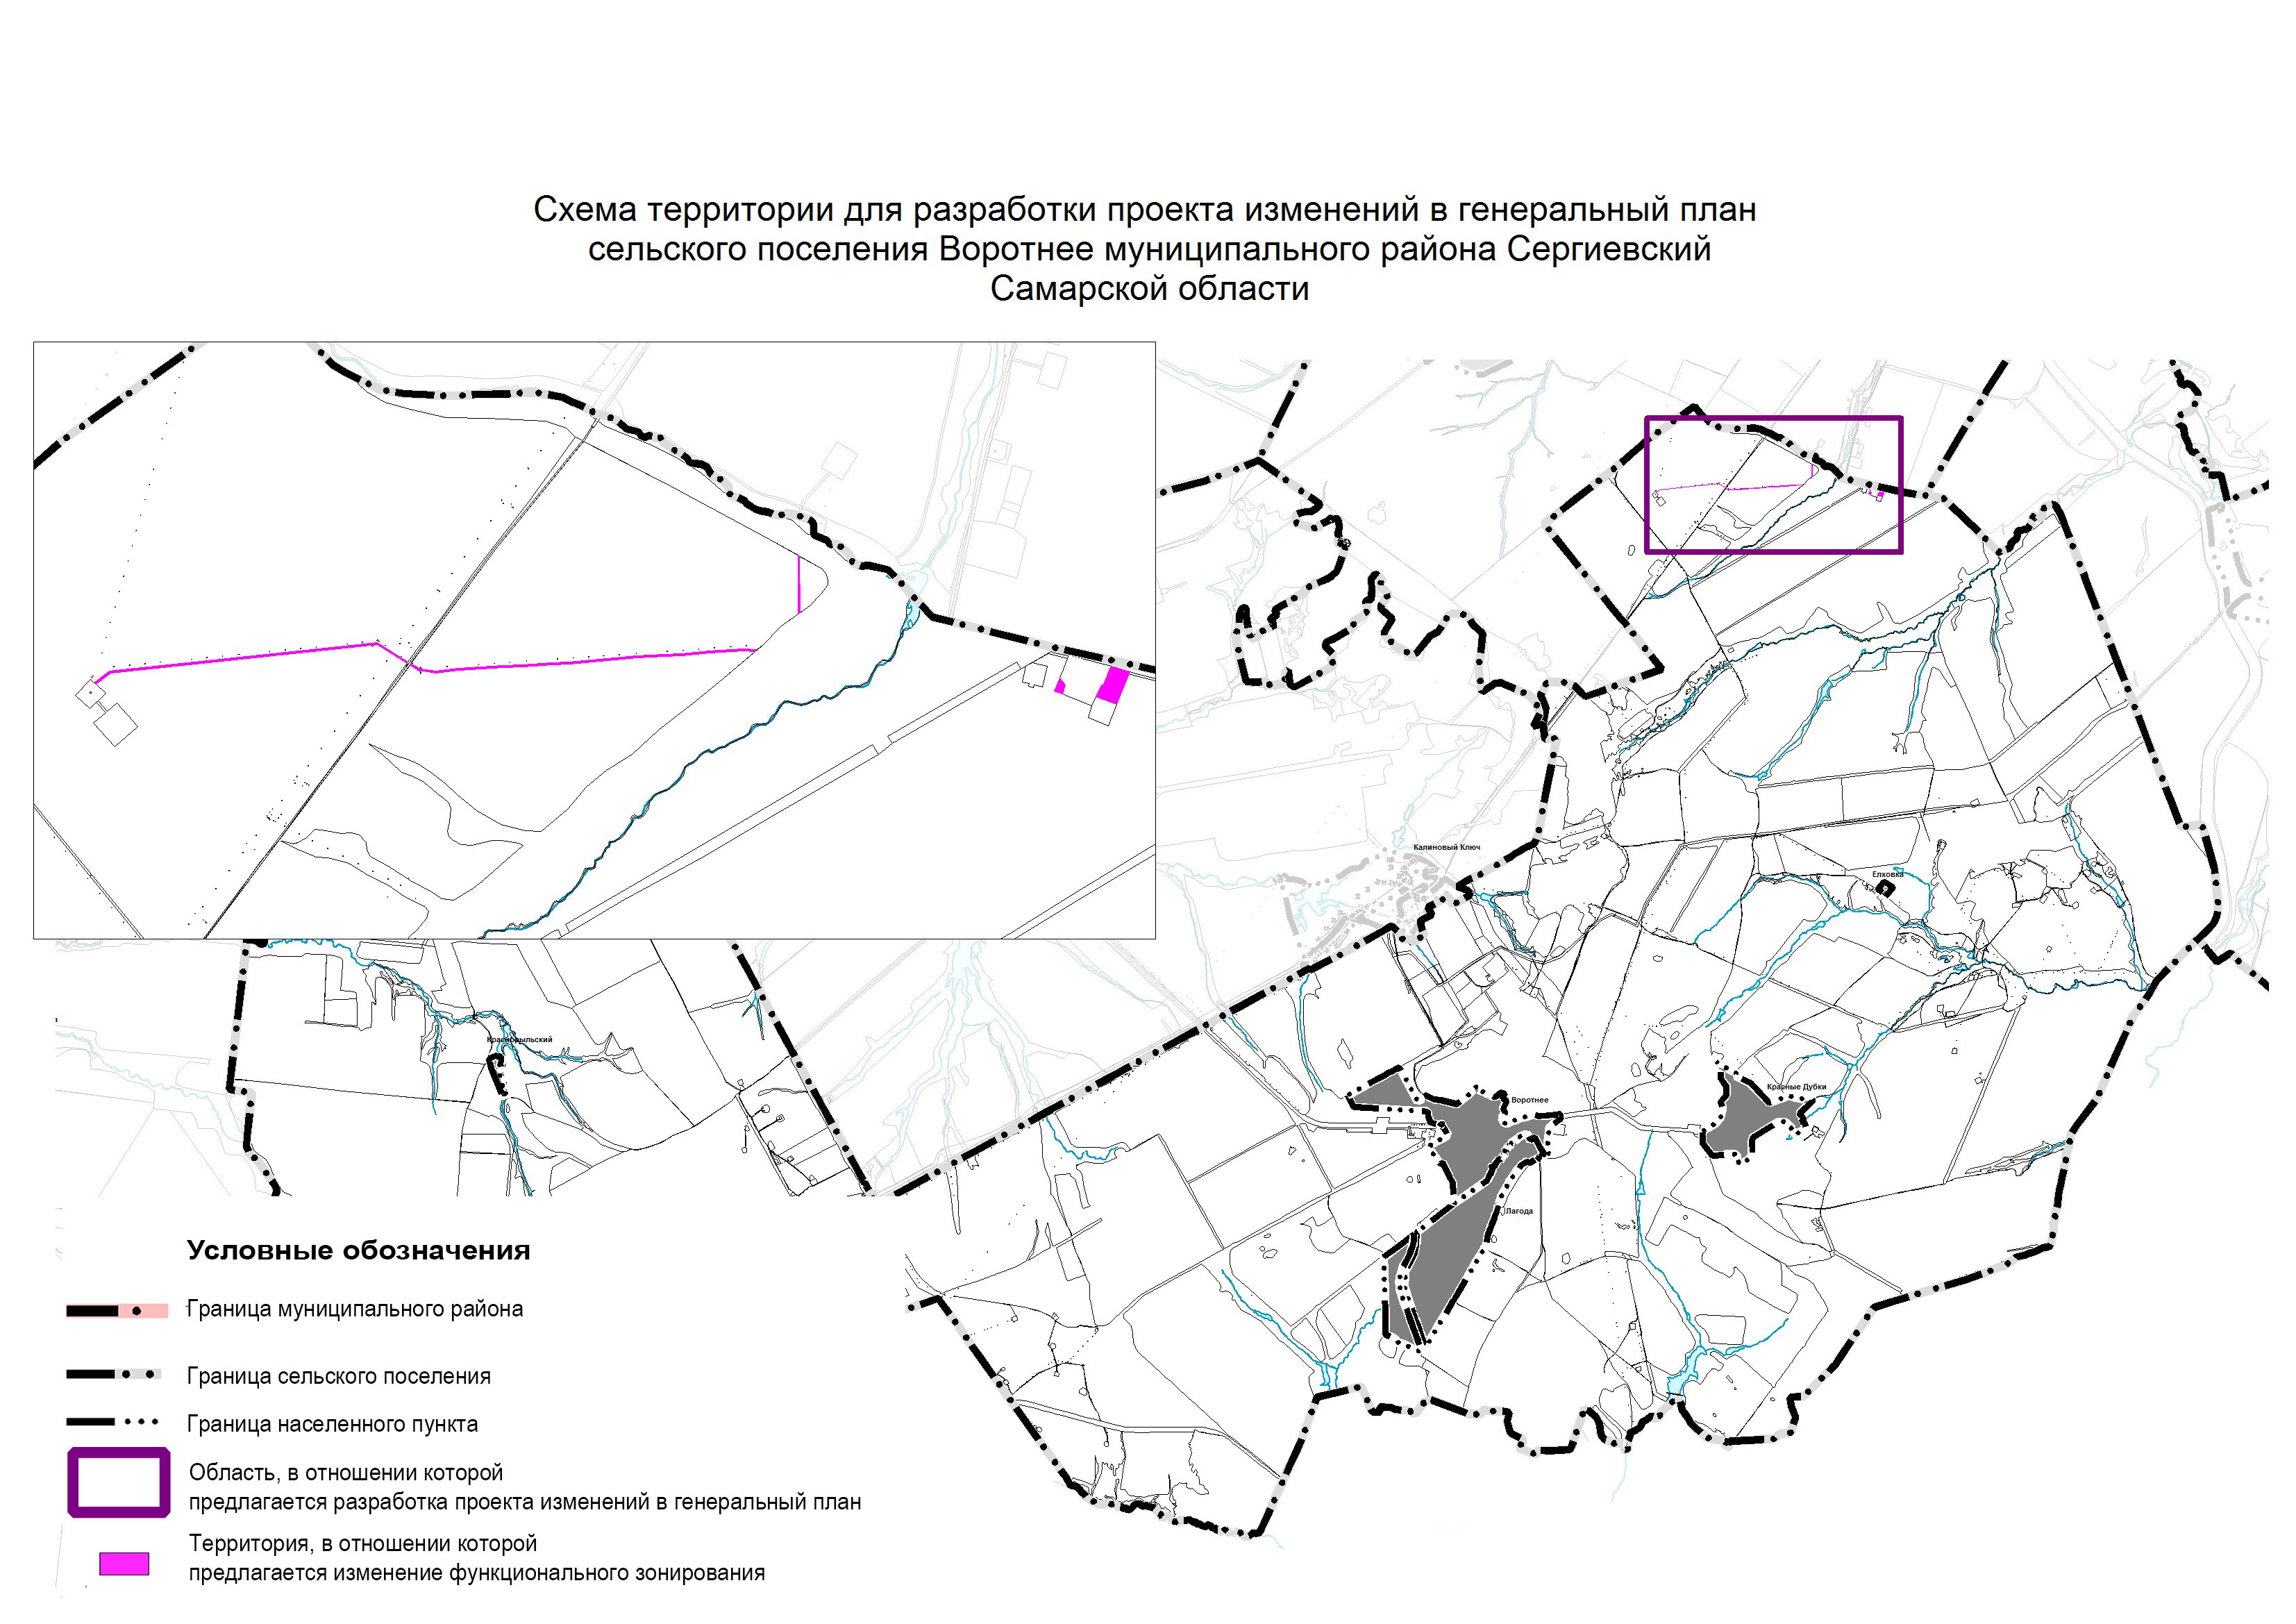 Схема территории для разработки проекта изменений в генеральный план
сельского поселения Воротнее муниципального района Сергиевский
Самарской области
Калиновый Ключ
Елховка
Краснорыльский
Красные Дубки
Воротнее
Лагода
Условные обозначения
Граница муниципального района
Граница сельского поселения
Граница населенного пункта
Область, в отношении которой
предлагается разработка проекта изменений в генеральный план
Территория, в отношении которой
предлагается изменение функционального зонирования